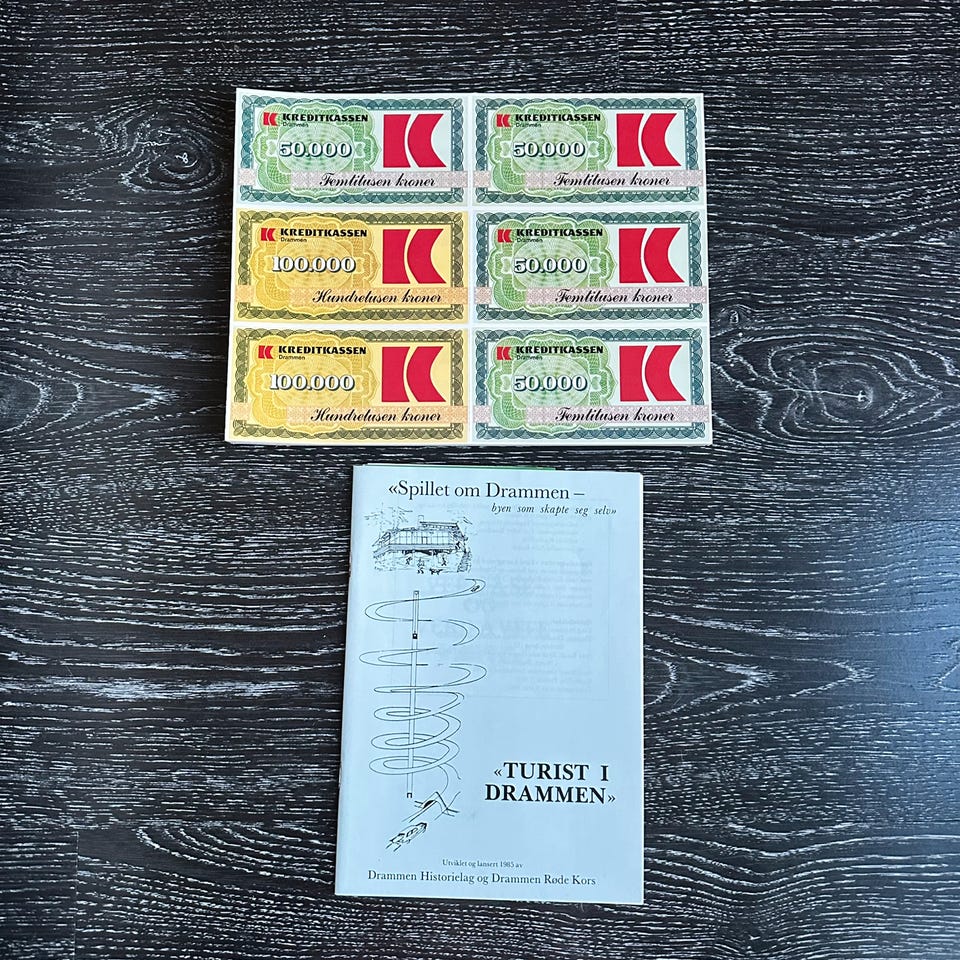 KREDITKASSEN
Drammen
50.000
Femtitusen kroner
KREDITKASSEN
Drammen
50.000
Femtitusen kroner
KREDITKASSEN
Drammen
100.000
Hundretusen kroner
KREDITKASSEN
Drammen
50.000
Femtitusen kroner
KREDITKASSEN
Drammen
100.000
Hundretusen kroner
KREDITKASSEN
Drammen
50.000
Femtitusen kroner
«Spillet om Drammen –
byen som skapte seg selv»
«TURIST I
DRAMMEN»
Utviklet og lansert 1985 av
Drammen Historielag og Drammen Røde Kors